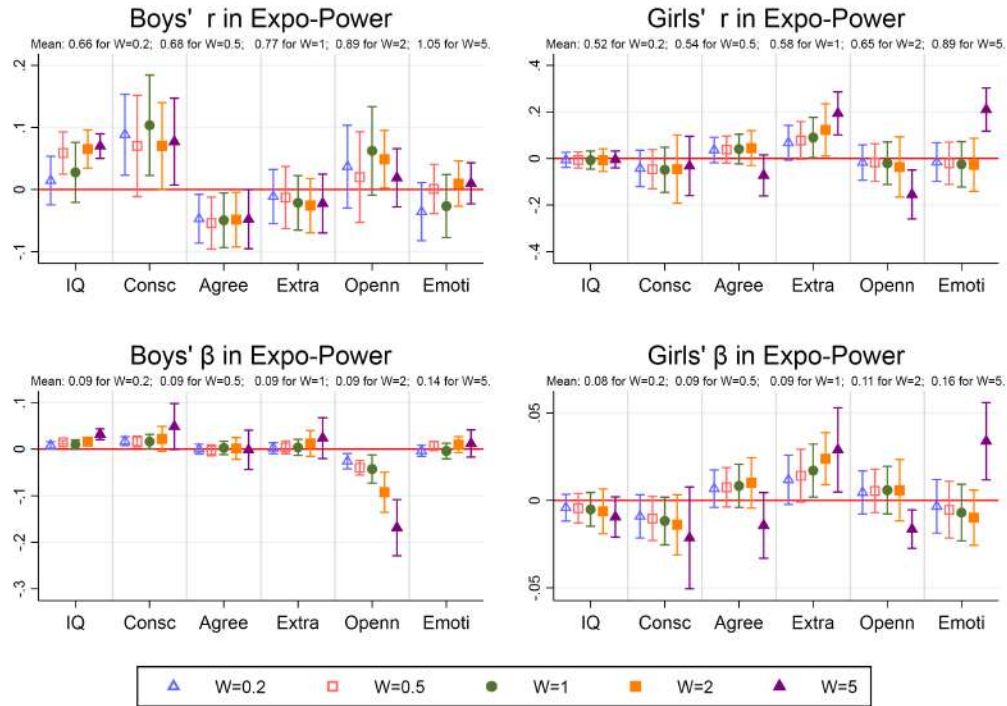 Boys' r in Expo-Power
Mean: 0.66 for W=0.2; 0.68 for W=0.5; 0.77 for W=1; 0.89 for W=2; 1.05 for W=5.
.2
.1
0
-.1
IQ Consc Agree Extra Openn Emoti
Girls' r in Expo-Power
Mean: 0.52 for W=0.2; 0.54 for W=0.5; 0.58 for W=1; 0.65 for W=2; 0.89 for W=5.
.4
.2
0
-.2
-.4
IQ Consc Agree Extra Openn Emoti
Boys' β in Expo-Power
Mean: 0.09 for W=0.2; 0.09 for W=0.5; 0.09 for W=1; 0.09 for W=2; 0.14 for W=5.
.1
0
-.1
-.2
-.3
IQ Consc Agree Extra Openn Emoti
Girls' β in Expo-Power
Mean: 0.08 for W=0.2; 0.09 for W=0.5; 0.09 for W=1; 0.11 for W=2; 0.16 for W=5.
.05
0
-.05
IQ Consc Agree Extra Openn Emoti
W=0.2 W=0.5 W=1 W=2 W=5